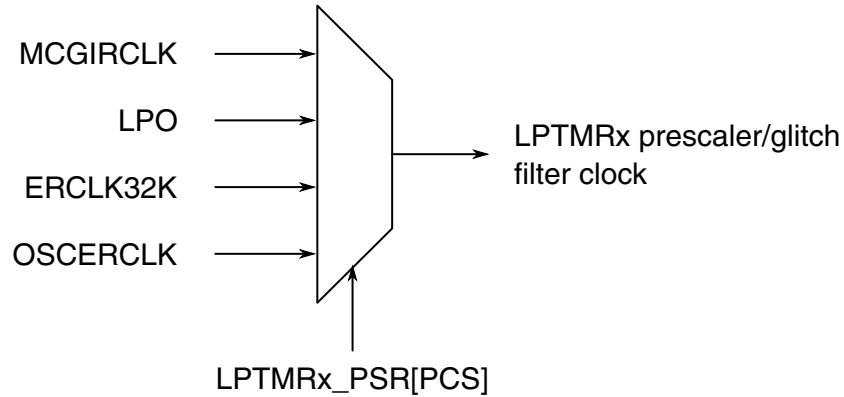 MCGIRCLK
LPO
ERCLK32K
OSCERCLK
LPTMRx prescaler/glitch
filter clock
LPTMRx_PSR[PCS]